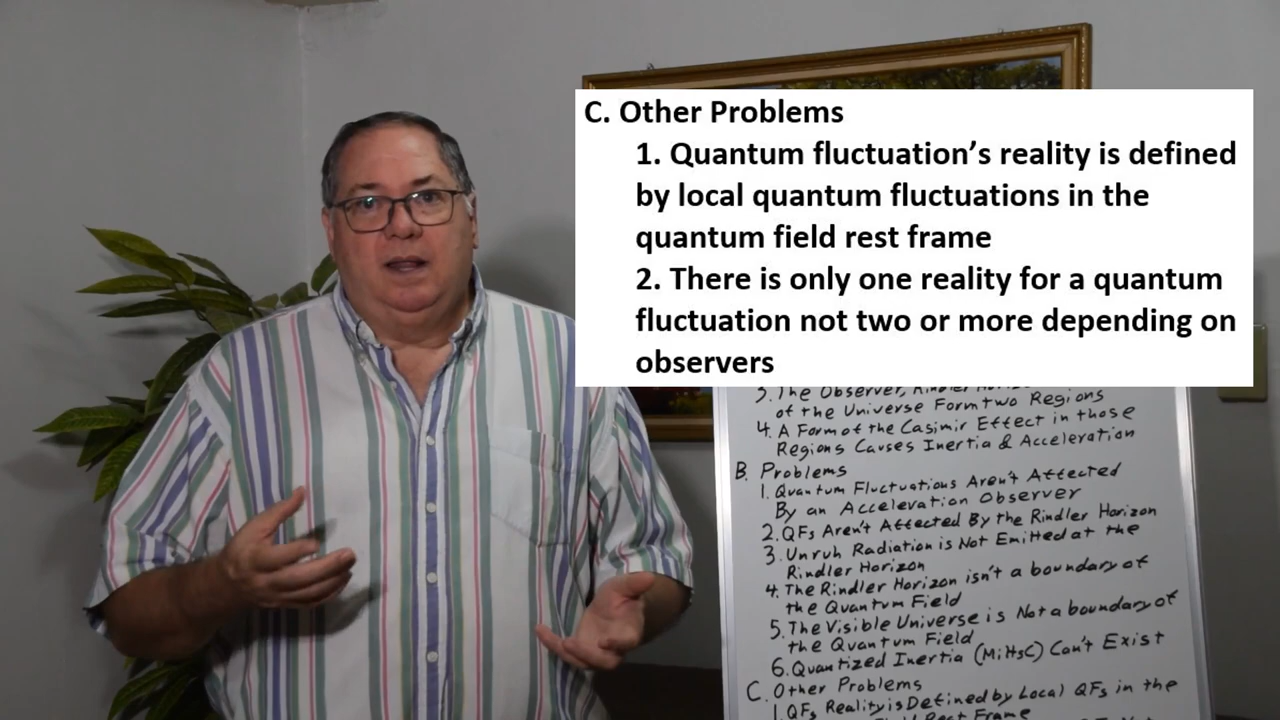 C. Other Problems
1. Quantum fluctuation’s reality is defined
by local quantum fluctuations in the
quantum field rest frame
2. There is only one reality for a quantum
fluctuation not two or more depending on
observers
3. The Observer, Rindler
of the Universe Form two Regions
4. A Form of the Casimir Effect in those
Regions Causes Inertia & Acceleration
B. Problems
1. Quantum Fluctuations Aren't Affected
By an Acceleration Observer
2. QFs Aren't Affected By the Rindler Horizon
3. Unruh Radiation is Not Emitted at the
Rindler Horizon
4. The Rindler Horizon isn't a boundary of
the Quantum Field
5. The Visible Universe is Not a boundary of
the Quantum Field
6. Quantized Inertia (MiHsC) Can't Exist
C. Other Problems
1. QFs Reality is Defined by Local QFs in the
Rest Frame